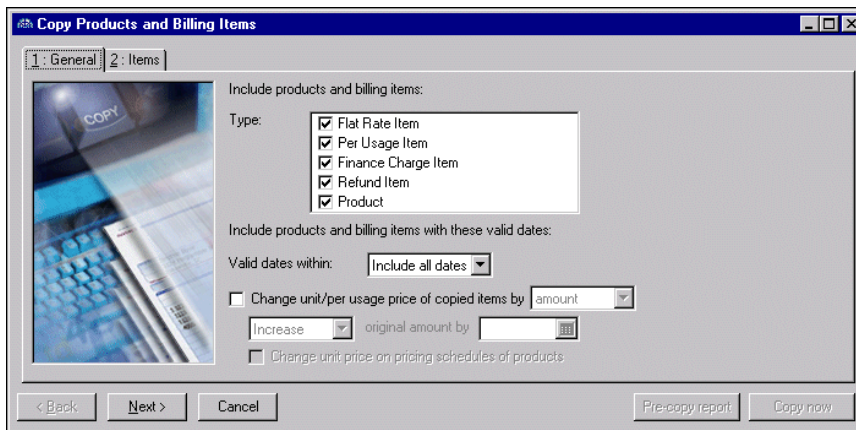 Copy Products and Billing Items
1 : General 2 : Items
COPY
Include products and billing items:
Type:
Flat Rate Item
Per Usage Item
Finance Charge Item
Refund Item
Product
Include products and billing items with these valid dates:
Valid dates within: Include all dates
Change unit/per usage price of copied items by amount
Increase original amount by
Change unit price on pricing schedules of products
< Back Next > Cancel Pre-copy report Copy now